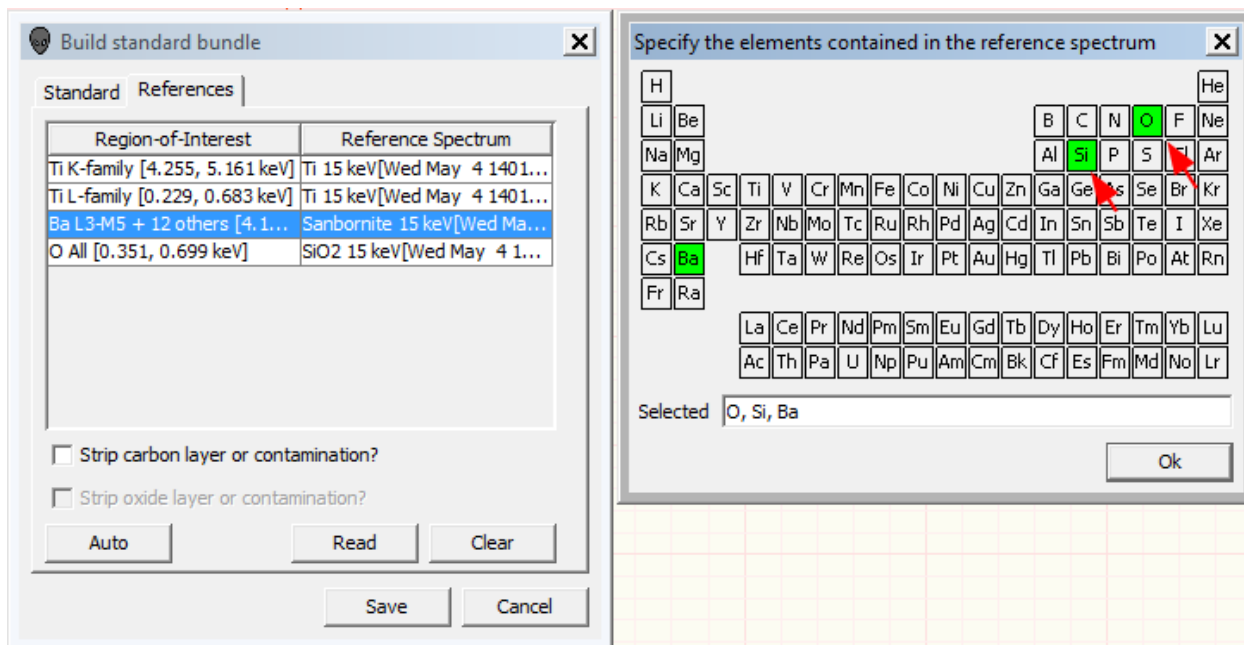 Build standard bundle
Standard References
Region-of-Interest Reference Spectrum
Ti K-family [4.255, 5.161 keV] Ti 15 keV[Wed May 4 1401...
Ti L-family [0.229, 0.683 keV] Ti 15 keV[Wed May 4 1401...
Ba L3-M5 + 12 others [4.1... Sanbornite 15 keV[Wed Ma...
O All [0.351, 0.699 keV] SiO2 15 keV[Wed May 4 1...
Strip carbon layer or contamination?
Strip oxide layer or contamination?
Auto Read Clear
Save Cancel
Specify the elements contained in the reference spectrum
H He
Li Be B C N O F Ne
Na Mg Al Si P S Cl Ar
K Ca Sc Ti V Cr Mn Fe Co Ni Cu Zn Ga Ge As Se Br Kr
Rb Sr Y Zr Nb Mo Tc Ru Rh Pd Ag Cd In Sn Sb Te I Xe
Cs Ba Hf Ta W Re Os Ir Pt Au Hg Tl Pb Bi Po At Rn
Fr Ra
La Ce Pr Nd Pm Sm Eu Gd Tb Dy Ho Er Tm Yb Lu
Ac Th Pa U Np Pu Am Cm Bk Cf Es Fm Md No Lr
Selected O, Si, Ba
Ok